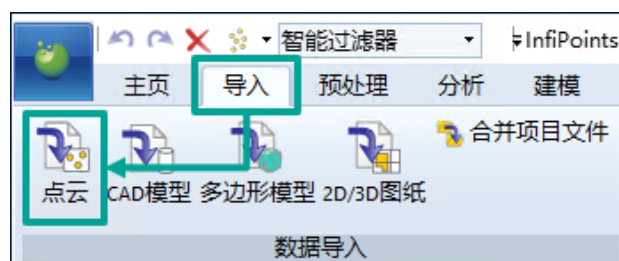 智能过滤器 InfiPoints
主页 导入 预处理 分析 建模
合并项目文件
点云 CAD模型 多边形模型 2D/3D图纸
数据导入